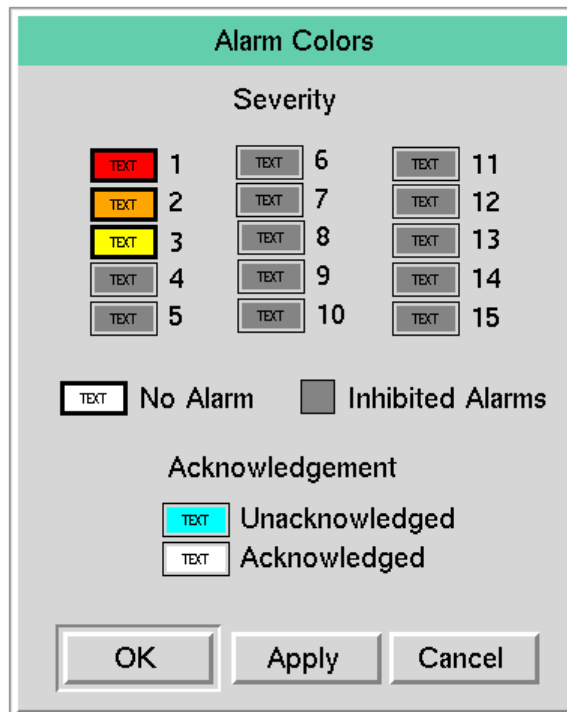 Alarm Colors
Severity
TEXT 1 TEXT 6 TEXT 11
TEXT 2 TEXT 7 TEXT 12
TEXT 3 TEXT 8 TEXT 13
TEXT 4 TEXT 9 TEXT 14
TEXT 5 TEXT 10 TEXT 15
TEXT No Alarm Inhibited Alarms
Acknowledgement
TEXT Unacknowledged
TEXT Acknowledged
OK Apply Cancel